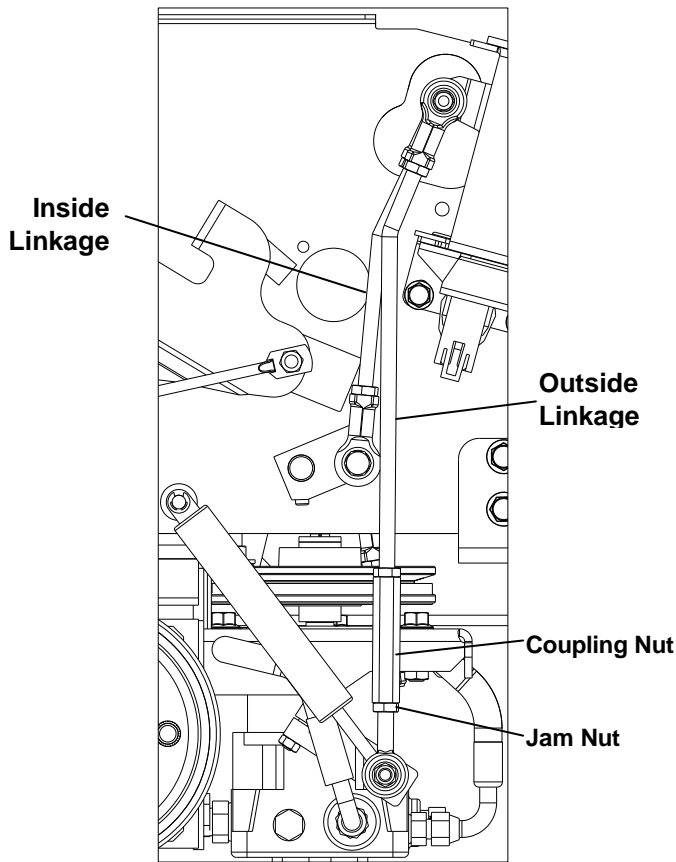 Inside
Linkage
Outside
Linkage
Coupling Nut
Jam Nut